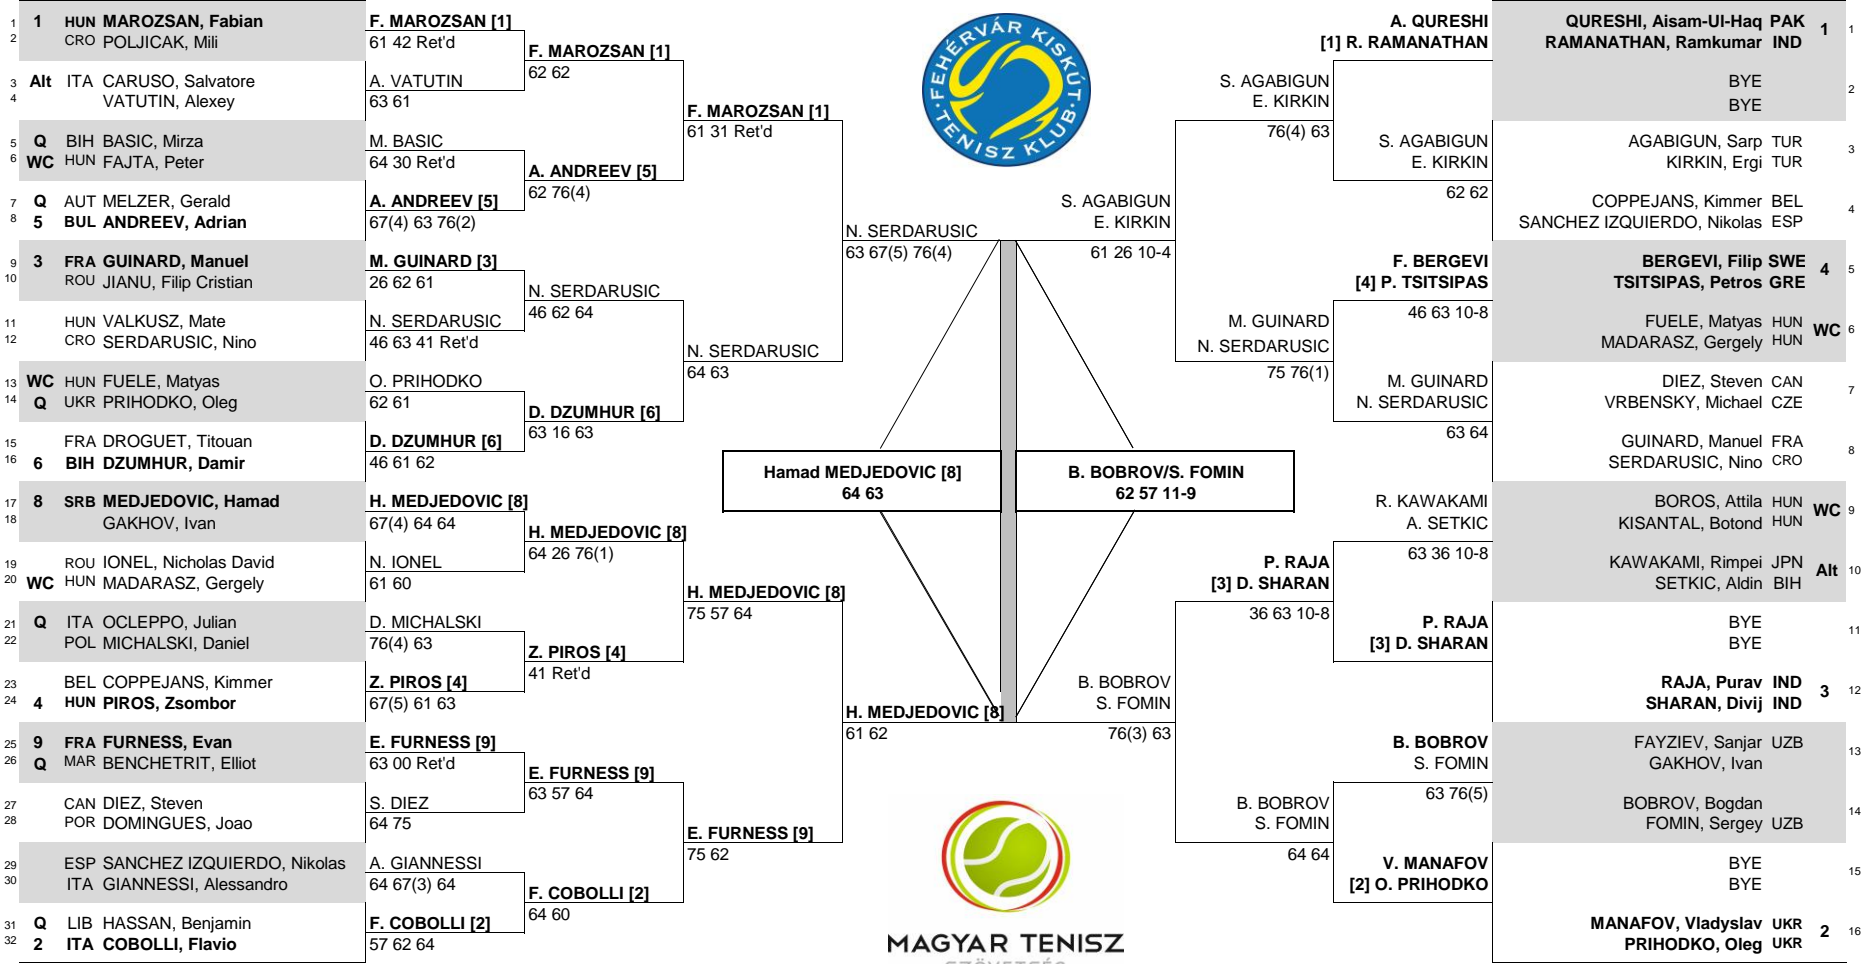 1 1 HUN MAROZSAN, Fabian
2 CRO POLJICAK, Mili
3 Alt ITA CARUSO, Salvatore
4 VATUTIN, Alexey
5 Q BIH BASIC, Mirza
6 WC HUN FAJTA, Peter
7 Q AUT MELZER, Gerald
8 5 BUL ANDREEV, Adrian
9 3 FRA GUINARD, Manuel
10 ROU JIANU, Filip Cristian
11 HUN VALKUSZ, Mate
12 CRO SERDARUSIC, Nino
13 WC HUN FUELE, Matyas
14 Q UKR PRIHODKO, Oleg
15 FRA DROGUET, Titouan
16 6 BIH DZUMHUR, Damir
17 8 SRB MEDJEDOVIC, Hamad
18 GAKHOV, Ivan
19 ROU IONEL, Nicholas David
20 WC HUN MADARASZ, Gergely
21 Q ITA OCLEPPO, Julian
22 POL MICHALSKI, Daniel
23 BEL COPPEJANS, Kimmer
24 4 HUN PIROS, Zsombor
25 9 FRA FURNESS, Evan
26 Q MAR BENCHETRIT, Elliot
27 CAN DIEZ, Steven
28 POR DOMINGUES, Joao
29 ESP SANCHEZ IZQUIERDO, Nikolas
30 ITA GIANNESSI, Alessandro
31 Q LIB HASSAN, Benjamin
32 2 ITA COBOLLI, Flavio
F. MAROZSAN [1]
61 42 Ret'd
A. VATUTIN
63 61
M. BASIC
64 30 Ret'd
A. ANDREEV [5]
67(4) 63 76(2)
M. GUINARD [3]
26 62 61
N. SERDARUSIC
46 63 41 Ret'd
O. PRIHODKO
62 61
D. DZUMHUR [6]
46 61 62
H. MEDJEDOVIC [8]
67(4) 64 64
N. IONEL
61 60
D. MICHALSKI
76(4) 63
Z. PIROS [4]
67(5) 61 63
E. FURNESS [9]
63 00 Ret'd
S. DIEZ
64 75
A. GIANNESSI
64 67(3) 64
F. COBOLLI [2]
57 62 64
F. MAROZSAN [1]
62 62
A. ANDREEV [5]
62 76(4)
N. SERDARUSIC
46 62 64
D. DZUMHUR [6]
63 16 63
H. MEDJEDOVIC [8]
64 26 76(1)
Z. PIROS [4]
41 Ret'd
E. FURNESS [9]
63 57 64
F. COBOLLI [2]
64 60
F. MAROZSAN [1]
61 31 Ret'd
N. SERDARUSIC
64 63
H. MEDJEDOVIC [8]
75 57 64
E. FURNESS [9]
75 62
N. SERDARUSIC
63 67(5) 76(4)
H. MEDJEDOVIC [8]
61 62
FEHÉRVÁR KISKÚT
TENISZ KLUB
Hamad MEDJEDOVIC [8]
64 63
B. BOBROV/S. FOMIN
62 57 11-9
MAGYAR TENISZ
SZÖVETSÉG
S. AGABIGUN
E. KIRKIN
61 26 10-4
B. BOBROV
S. FOMIN
76(3) 63
S. AGABIGUN
E. KIRKIN
76(4) 63
M. GUINARD
N. SERDARUSIC
75 76(1)
P. RAJA
[3] D. SHARAN
36 63 10-8
B. BOBROV
S. FOMIN
64 64
A. QURESHI
[1] R. RAMANATHAN
S. AGABIGUN
E. KIRKIN
62 62
F. BERGEVI
[4] P. TSITSIPAS
46 63 10-8
M. GUINARD
N. SERDARUSIC
63 64
R. KAWAKAMI
A. SETKIC
63 36 10-8
P. RAJA
[3] D. SHARAN
B. BOBROV
S. FOMIN
63 76(5)
V. MANAFOV
[2] O. PRIHODKO
QURESHI, Aisam-Ul-Haq PAK 1 1
RAMANATHAN, Ramkumar IND
BYE 2
BYE
AGABIGUN, Sarp TUR 3
KIRKIN, Ergi TUR
COPPEJANS, Kimmer BEL 4
SANCHEZ IZQUIERDO, Nikolas ESP
BERGEVI, Filip SWE 4 5
TSITSIPAS, Petros GRE
FUELE, Matyas HUN WC 6
MADARASZ, Gergely HUN
DIEZ, Steven CAN 7
VRBENSKY, Michael CZE
GUINARD, Manuel FRA 8
SERDARUSIC, Nino CRO
BOROS, Attila HUN WC 9
KISANTAL, Botond HUN
KAWAKAMI, Rimpei JPN Alt 10
SETKIC, Aldin BIH
BYE 11
BYE
RAJA, Purav IND 3 12
SHARAN, Divij IND
FAYZIEV, Sanjar UZB 13
GAKHOV, Ivan
BOBROV, Bogdan 14
FOMIN, Sergey UZB
BYE 15
BYE
MANAFOV, Vladyslav UKR 2 16
PRIHODKO, Oleg UKR